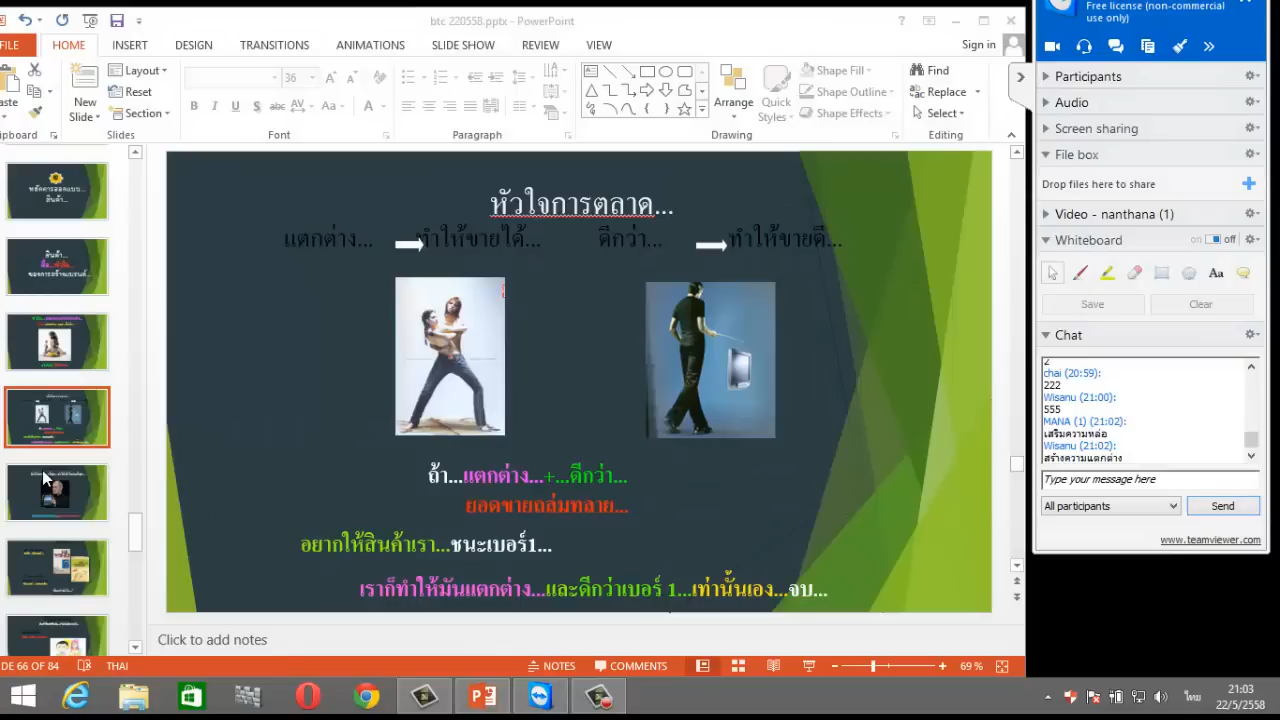 btc 220558.pptx - PowerPoint
FILE HOME INSERT DESIGN TRANSITIONS ANIMATIONS SLIDE SHOW REVIEW VIEW Sign in
36
Layout
Reset
Section
New
Slide
Arrange
Quick
Styles
Shape Fill
Shape Outline
Shape Effects
Find
Replace
Select
Slides Font Paragraph Drawing Editing
หัวใจการตลาด...
แตกต่าง... ทำให้ขายได้... ดีกว่า... ทำให้ขายดี...
ถ้า...แตกต่าง...+...ดีกว่า...
ยอดขายถล่มทลาย...
อยากให้สินค้าเรา...ชนะเบอร์1...
เราก็ทำให้มันแตกต่าง...และดีกว่าเบอร์ 1...เท่านั้นเอง...จบ...
Click to add notes
DE 66 OF 84 THAI NOTES COMMENTS 69 %
Free license (non-commercial
use only)
Participants
Audio
Screen sharing
File box
Drop files here to share
Video - nanthana (1)
Whiteboard on off
Aa
Save Clear
Chat
2
chai (20:59):
222
Wisanu (21:00):
555
MANA (1) (21:02):
เสริมความหล่อ
Wisanu (21:02):
สร้างความแตกต่าง
Type your message here
All participants Send
www.teamviewer.com
ไทย
21:03
22/5/2558